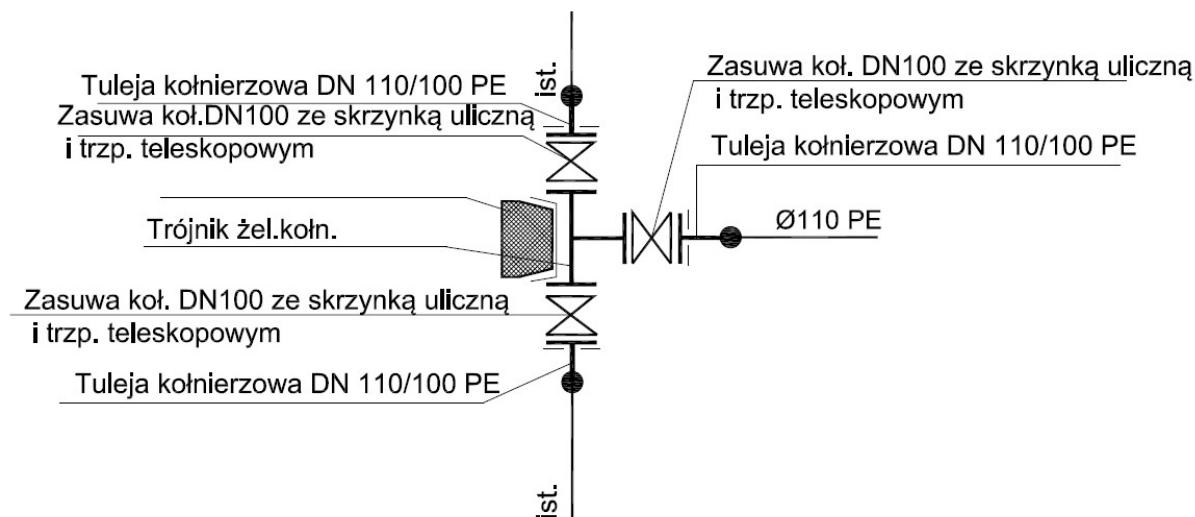 ist.
Tuleja kołnierzowa DN 110/100 PE
Zasuwa koł.DN100 ze skrzynką uliczną
i trzp. teleskopowym
Zasuwa koł. DN100 ze skrzynką uliczną
i trzp. teleskopowym
Tuleja kołnierzowa DN 110/100 PE
Ø110 PE
Trójnik żel.kołn.
Zasuwa koł. DN100 ze skrzynką uliczną
i trzp. teleskopowym
Tuleja kołnierzowa DN 110/100 PE
ist.